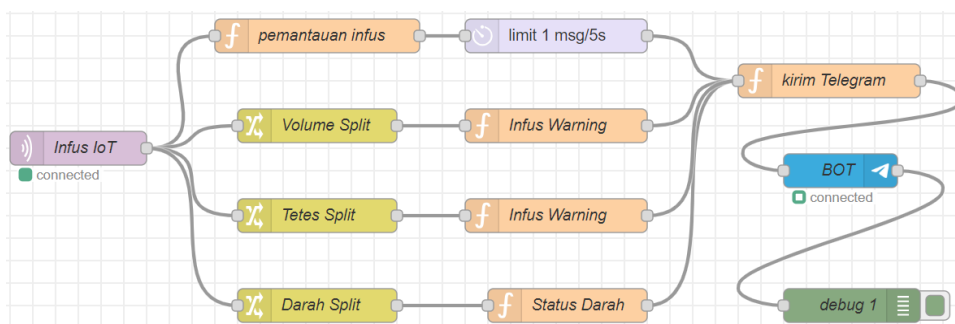 pemantauan infus
limit 1 msg/5s
kirim Telegram
Volume Split
Infus Warning
Infus IoT
connected
BOT
connected
Tetes Split
Infus Warning
Darah Split
Status Darah
debug 1